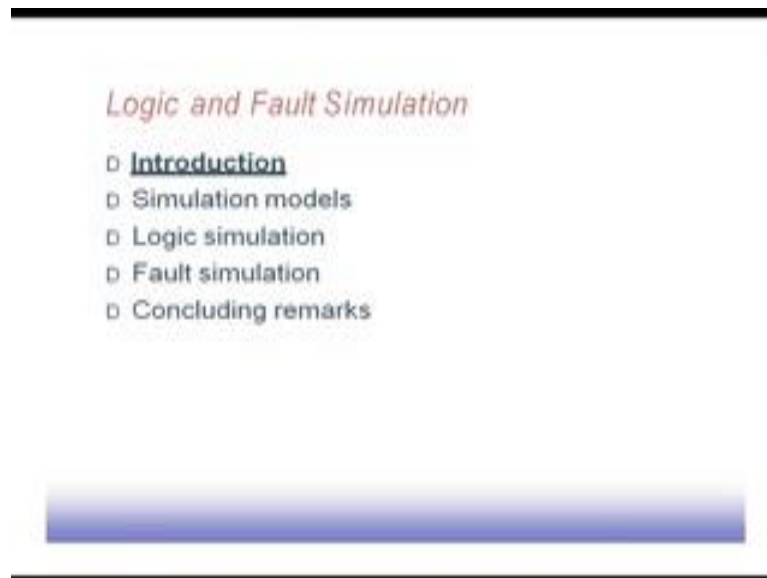 Logic and Fault Simulation
D Introduction
D Simulation models
D Logic simulation
D Fault simulation
D Concluding remarks